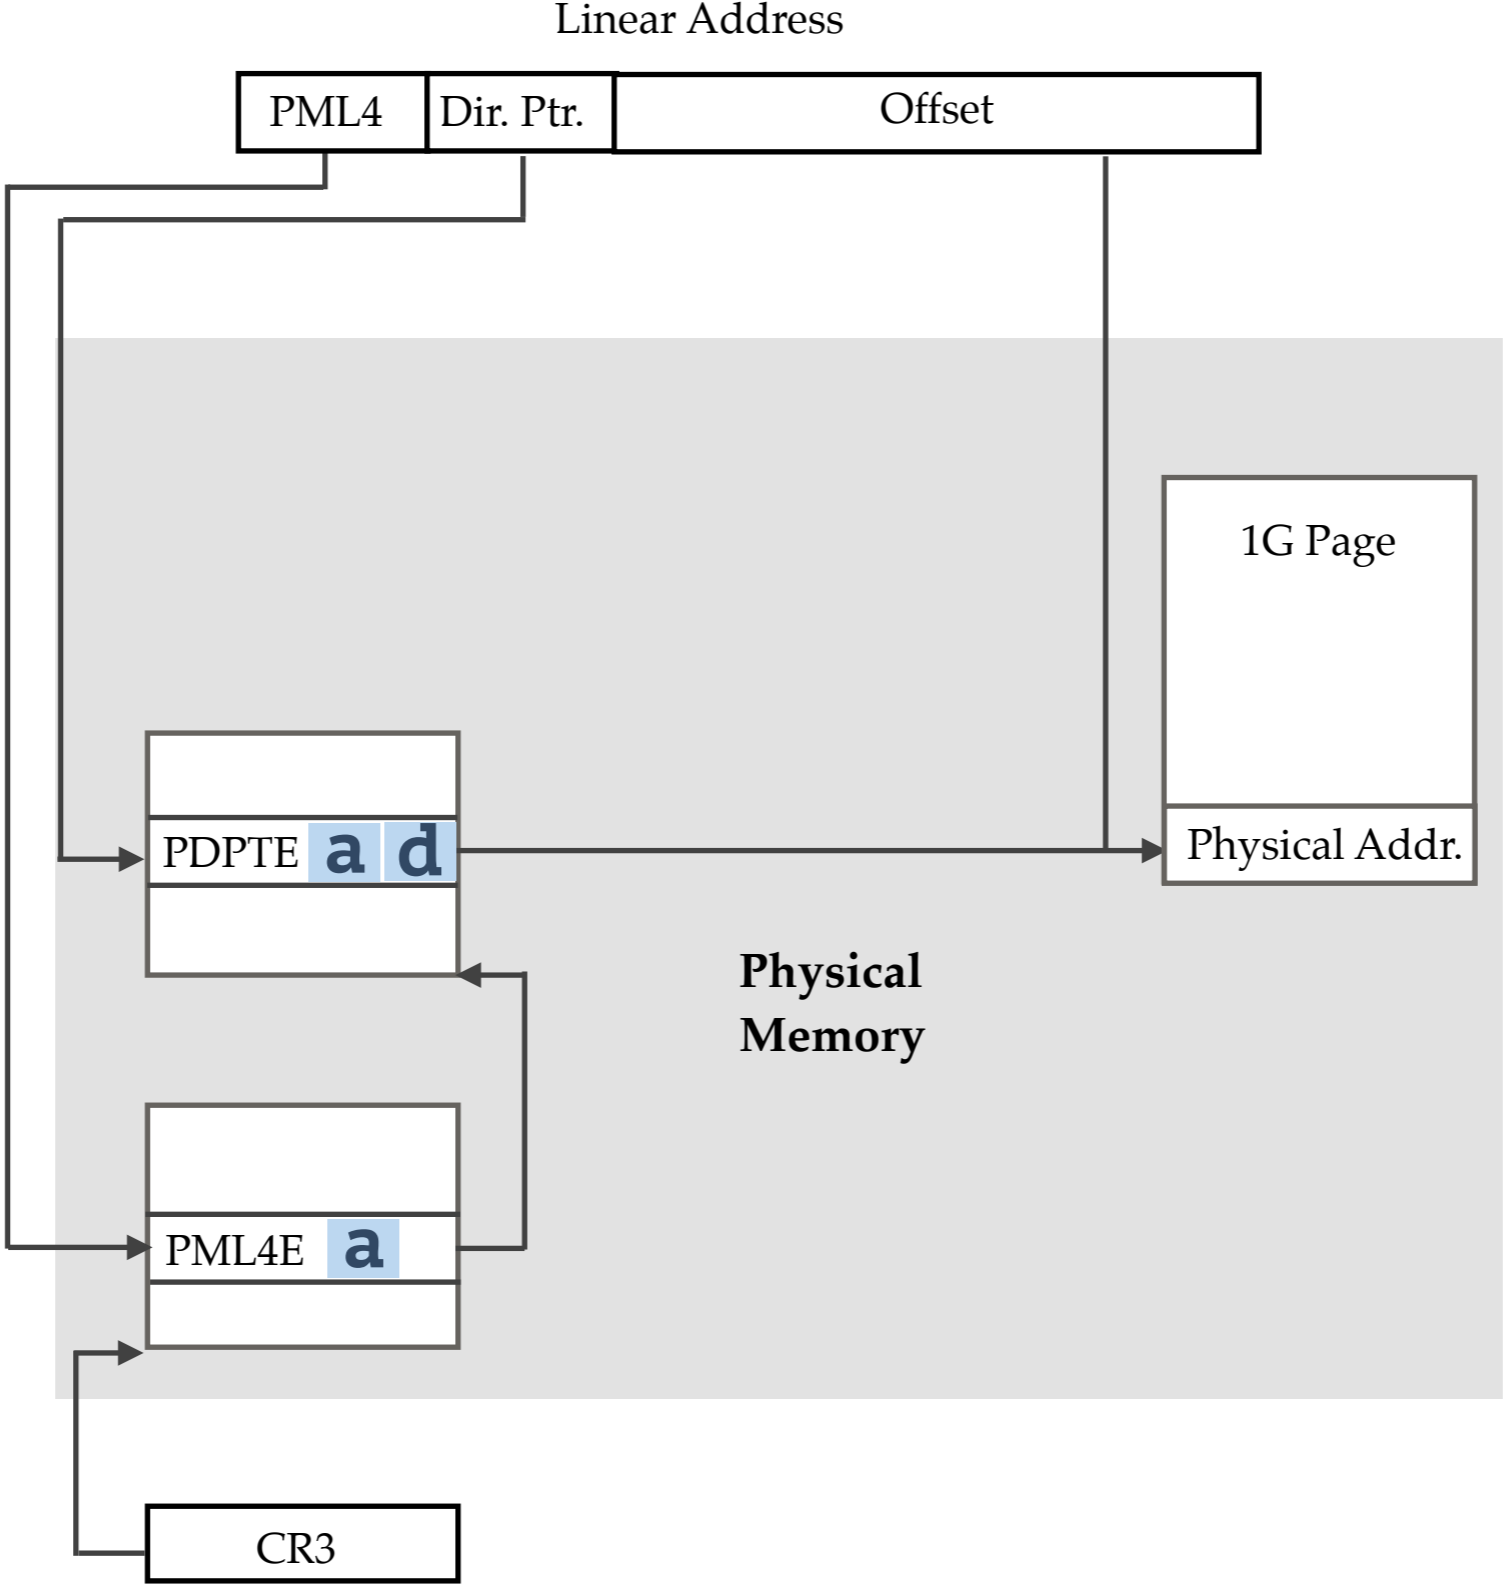 Linear Address
PML4 Dir. Ptr. Offset
1G Page
PDPTE a d
Physical Addr.
Physical
Memory
PML4E a
CR3